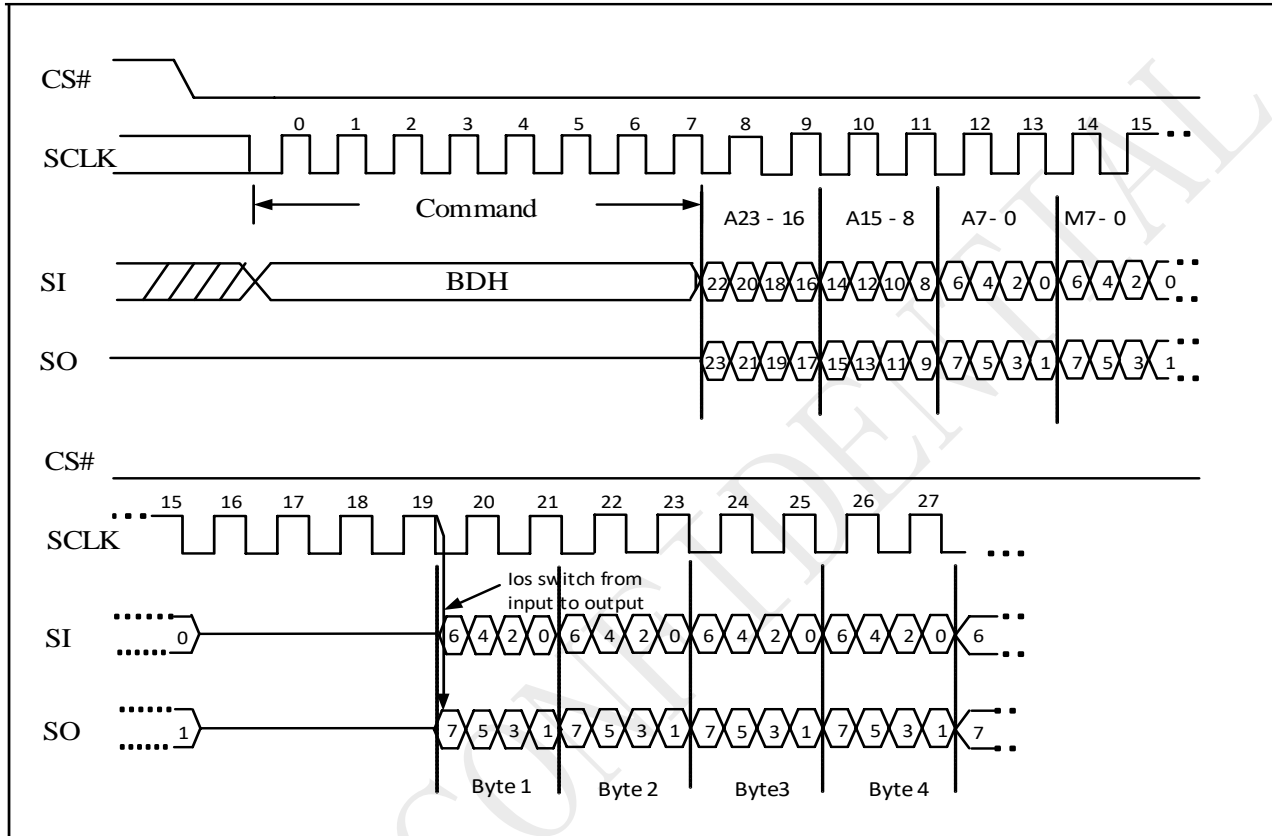 CS#
0 1 2 3 4 5 6 7 8 9 10 11 12 13 14 15
SCLK
Command
A23 - 16 A15 - 8 A7- 0 M7- 0
SI
BDH
22 20 18 16 14 12 10 8 6 4 2 0 6 4 2 0
SO
23 21 19 17 15 13 11 9 7 5 3 1 7 5 3 1
CS#
15 16 17 18 19 20 21 22 23 24 25 26 27
SCLK
Ios switch from
input to output
SI
0 6 4 2 0 6 4 2 0 6 4 2 0 6 4 2 0 6
SO
1 7 5 3 1 7 5 3 1 7 5 3 1 7 5 3 1 7
Byte 1 Byte 2 Byte3 Byte 4
CONFIDENTIAL